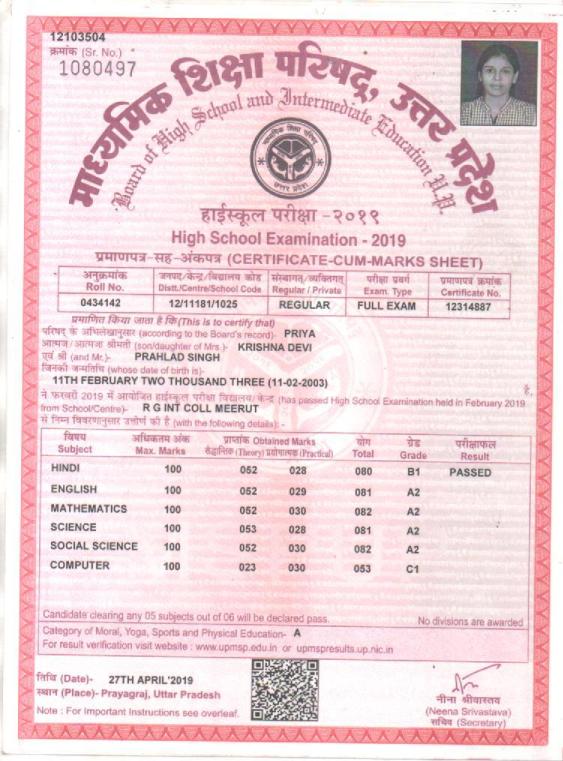 12103504
क्रमांक (Sr. No.)
1080497
माध्यमिक शिक्षा परिषद्, उत्तर प्रदेश
Board of High School and Intermediate Education U.P.
माध्यमिक शिक्षा परिषद्
उत्तर प्रदेश
हाईस्कूल परीक्षा -२०१९
High School Examination - 2019
प्रमाणपत्र-सह-अंकपत्र (CERTIFICATE-CUM-MARKS SHEET)
अनुक्रमांक जनपद/केन्द्र/विद्यालय कोड संस्थागत/व्यक्तिगत परीक्षा प्रवर्ग प्रमाणपत्र क्रमांक
Roll No. Distt./Centre/School Code Regular / Private Exam. Type Certificate No.
0434142 12/11181/1025 REGULAR FULL EXAM 12314887
प्रमाणित किया जाता है कि (This is to certify that)
परिषद् के अभिलेखानुसार (according to the Board's record)- PRIYA
आत्मज/आत्मजा श्रीमती (son/daughter of Mrs.)- KRISHNA DEVI
एवं श्री (and Mr.)- PRAHLAD SINGH
जिनकी जन्मतिथि (whose date of birth is)-
11TH FEBRUARY TWO THOUSAND THREE (11-02-2003) है,
ने फरवरी 2019 में आयोजित हाईस्कूल परीक्षा विद्यालय/केन्द्र (has passed High School Examination held in February 2019
from School/Centre)- R G INT COLL MEERUT
से निम्न विवरणानुसार उत्तीर्ण की है (with the following details): -
विषय अधिकतम अंक प्राप्तांक Obtained Marks योग ग्रेड परीक्षाफल
Subject Max. Marks सैद्धान्तिक (Theory) प्रयोगात्मक (Practical) Total Grade Result
HINDI 100 052 028 080 B1 PASSED
ENGLISH 100 052 029 081 A2
MATHEMATICS 100 052 030 082 A2
SCIENCE 100 053 028 081 A2
SOCIAL SCIENCE 100 052 030 082 A2
COMPUTER 100 023 030 053 C1
Candidate clearing any 05 subjects out of 06 will be declared pass. No divisions are awarded
Category of Moral, Yoga, Sports and Physical Education- A
For result verification visit website : www.upmsp.edu.in or upmspresults.up.nic.in
तिथि (Date)- 27TH APRIL'2019
स्थान (Place)- Prayagraj, Uttar Pradesh
Note : For Important Instructions see overleaf.
नीना श्रीवास्तव
(Neena Srivastava)
सचिव (Secretary)